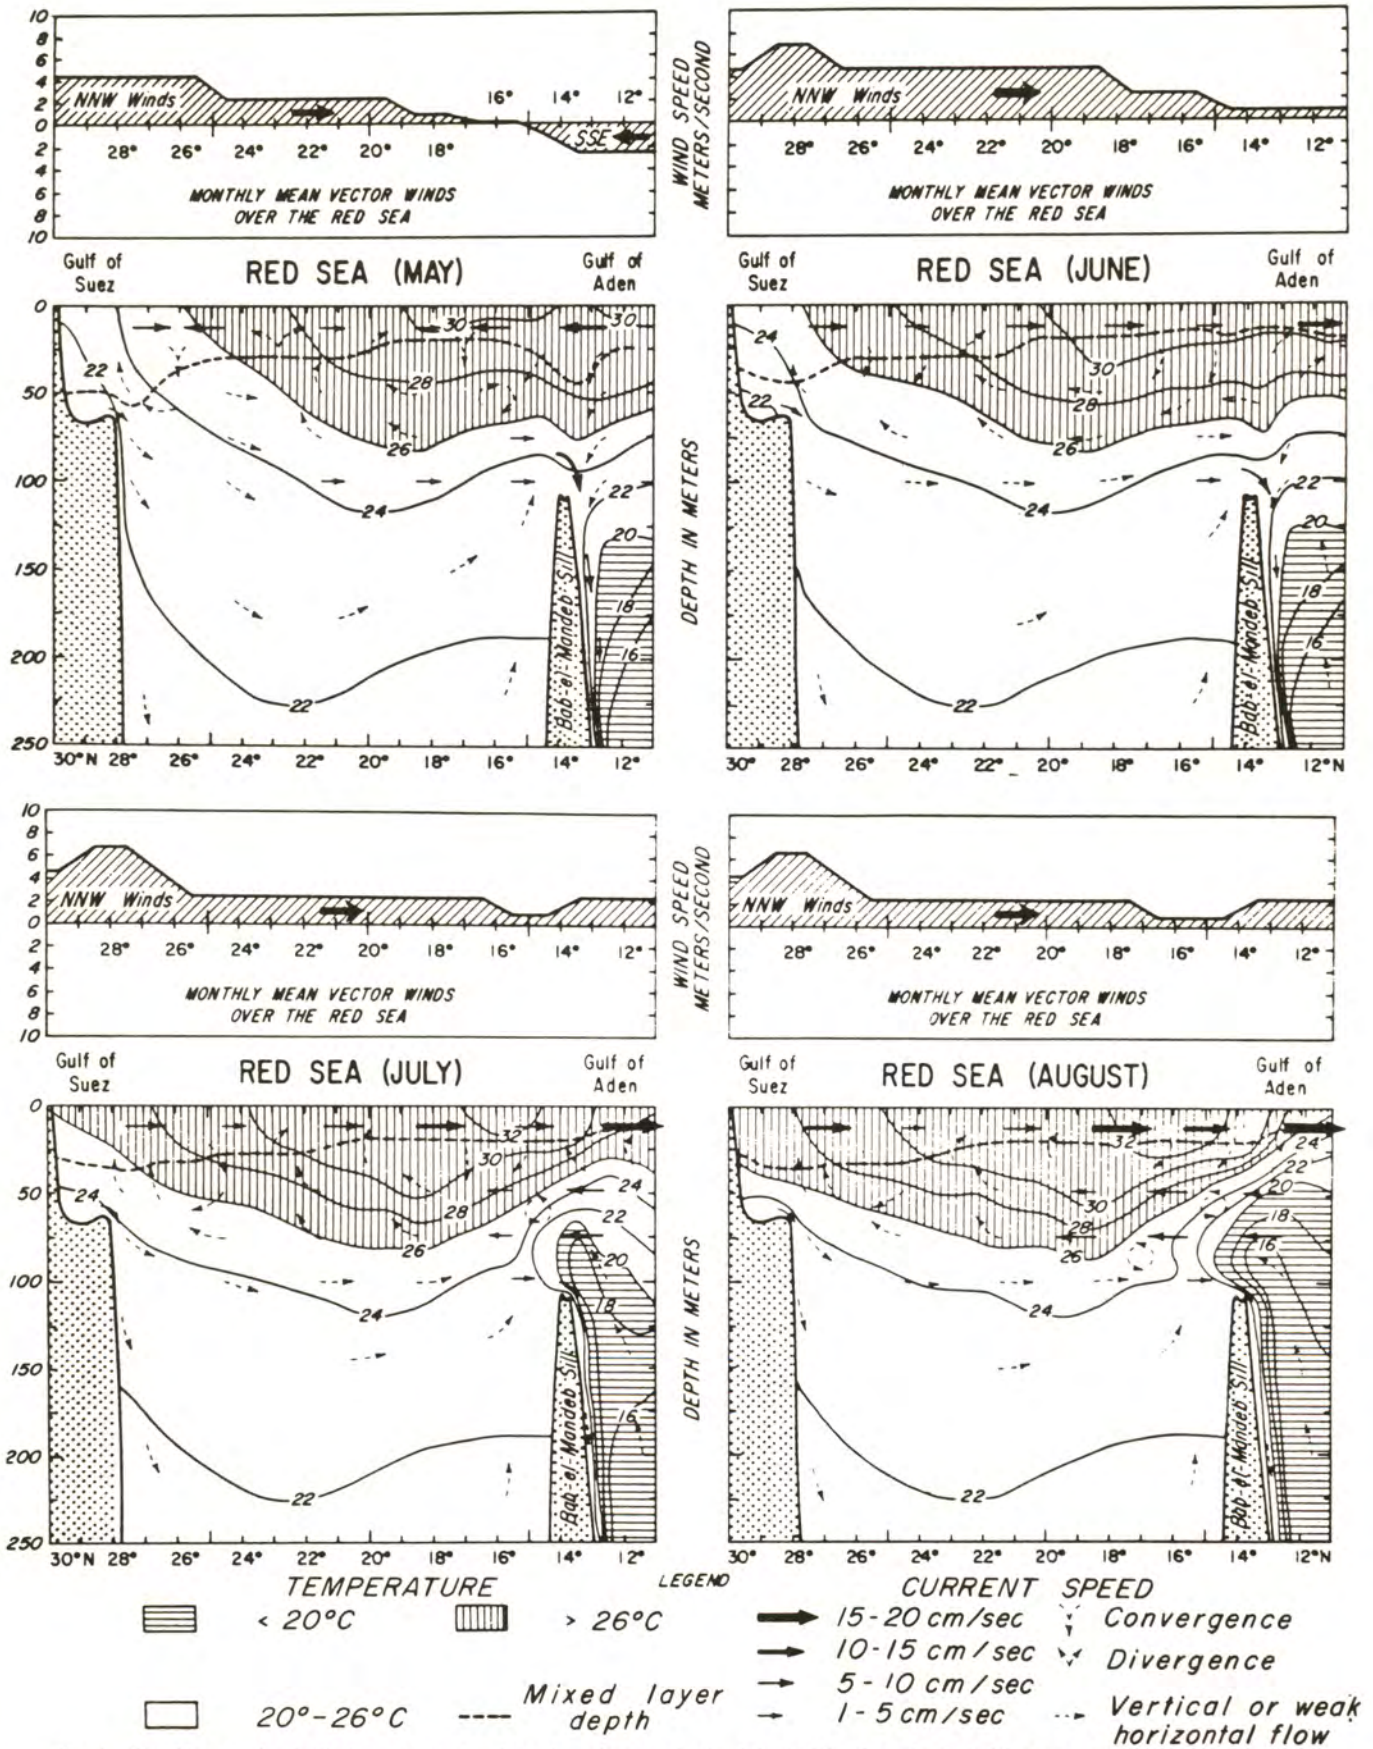 10
8
6
4
2
0
2
4
6
8
10
NNW Winds
16° 14° 12°
SSE
28° 26° 24° 22° 20° 18°
MONTHLY MEAN VECTOR WINDS
OVER THE RED SEA
WIND SPEED
METERS/SECOND
NNW Winds
28° 26° 24° 22° 20° 18° 16° 14° 12°
MONTHLY MEAN VECTOR WINDS
OVER THE RED SEA
Gulf of
Suez
RED SEA (MAY)
Gulf of
Aden
Gulf of
Suez
RED SEA (JUNE)
Gulf of
Aden
0
50
100
150
200
250
30
30
22
28
26
24
22
20
18
16
22
Bab-el-Mandeb Sill
30°N 28° 26° 24° 22° 20° 18° 16° 14° 12°
DEPTH IN METERS
24
22
30
28
26
24
22
20
18
16
22
Bab-el-Mandeb Sill
30° 28° 26° 24° 22° 20° 18° 16° 14° 12°N
10
8
6
4
2
0
2
4
6
8
10
NNW Winds
28° 26° 24° 22° 20° 18° 16° 14° 12°
MONTHLY MEAN VECTOR WINDS
OVER THE RED SEA
WIND SPEED
METERS/SECOND
NNW Winds
28° 26° 24° 22° 20° 18° 16° 14° 12°
MONTHLY MEAN VECTOR WINDS
OVER THE RED SEA
Gulf of
Suez
RED SEA (JULY)
Gulf of
Aden
Gulf of
Suez
RED SEA (AUGUST)
Gulf of
Aden
0
50
100
150
200
250
32
30
24
24
28
22
26
20
24
18
16
22
Bab-el-Mandeb Sill
30°N 28° 26° 24° 22° 20° 18° 16° 14° 12°
DEPTH IN METERS
32
24
22
20
30
18
28
16
26
24
22
Bab-el-Mandeb Sill
30° 28° 26° 24° 22° 20° 18° 16° 14° 12°N
TEMPERATURE
LEGEND
CURRENT SPEED
< 20°C
> 26°C
20°-26°C
Mixed layer
depth
15-20 cm/sec
10-15 cm/sec
5-10 cm/sec
1-5 cm/sec
Convergence
Divergence
Vertical or weak
horizontal flow